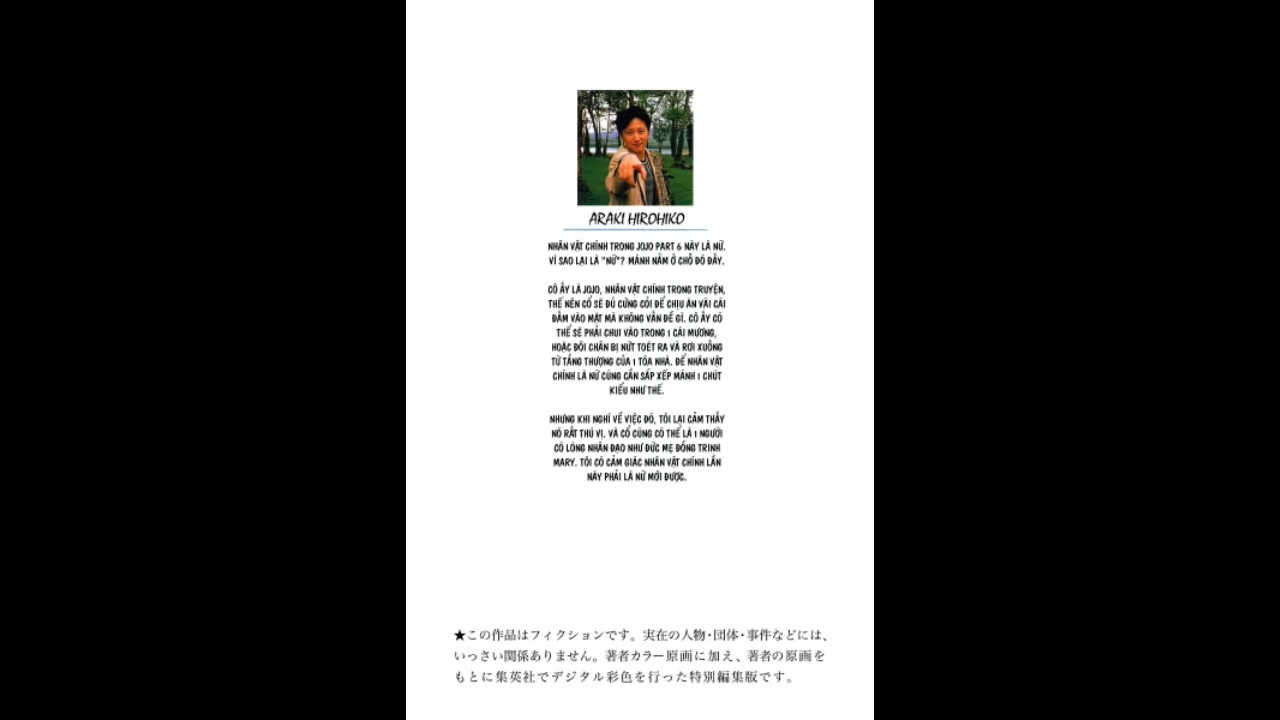 ARAKI HIROHIKO
NHÂN VẬT CHÍNH TRONG JOJO PART 6 NÀY LÀ NỮ.
VÌ SAO LẠI LÀ "NỮ"? MÀNH NẰM Ở CHỖ ĐÓ ĐẤY.
CÔ ẤY LÀ JOJO, NHÂN VẬT CHÍNH TRONG TRUYỆN,
THẾ NÊN CỔ SẼ ĐỦ CỨNG CỎI ĐỂ CHỊU ĂN VÀI CÁI
ĐẤM VÀO MẶT MÀ KHÔNG VẤN ĐỀ GÌ. CÔ ẤY CÓ
THỂ SẼ PHẢI CHUI VÀO TRONG 1 CÁI MƯƠNG,
HOẶC ĐÔI CHÂN BỊ NỨT TOÉT RA VÀ RƠI XUỐNG
TỪ TẦNG THƯỢNG CỦA 1 TÒA NHÀ. ĐỂ NHÂN VẬT
CHÍNH LÀ NỮ CŨNG CẦN SẮP XẾP MÀNH 1 CHÚT
KIỂU NHƯ THẾ.
NHƯNG KHI NGHĨ VỀ VIỆC ĐÓ, TÔI LẠI CẢM THẤY
NÓ RẤT THÚ VỊ. VÀ CỔ CŨNG CÓ THỂ LÀ 1 NGƯỜI
CÓ LÒNG NHÂN ĐẠO NHƯ ĐỨC MẸ ĐỒNG TRINH
MARY. TÔI CÓ CẢM GIÁC NHÂN VẬT CHÍNH LẦN
NÀY PHẢI LÀ NỮ MỚI ĐƯỢC.
★この作品はフィクションです。実在の人物・団体・事件などには、
いっさい関係ありません。著者カラー原画に加え、著者の原画を
もとに集英社でデジタル彩色を行った特別編集版です。